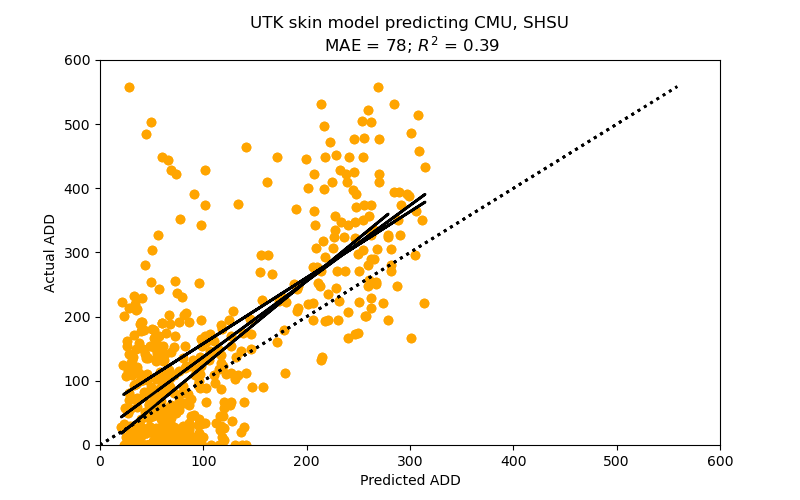 UTK skin model predicting CMU, SHSU
MAE = 78; R² = 0.39
600
500
400
300
200
100
0
Actual ADD
0 100 200 300 400 500 600
Predicted ADD